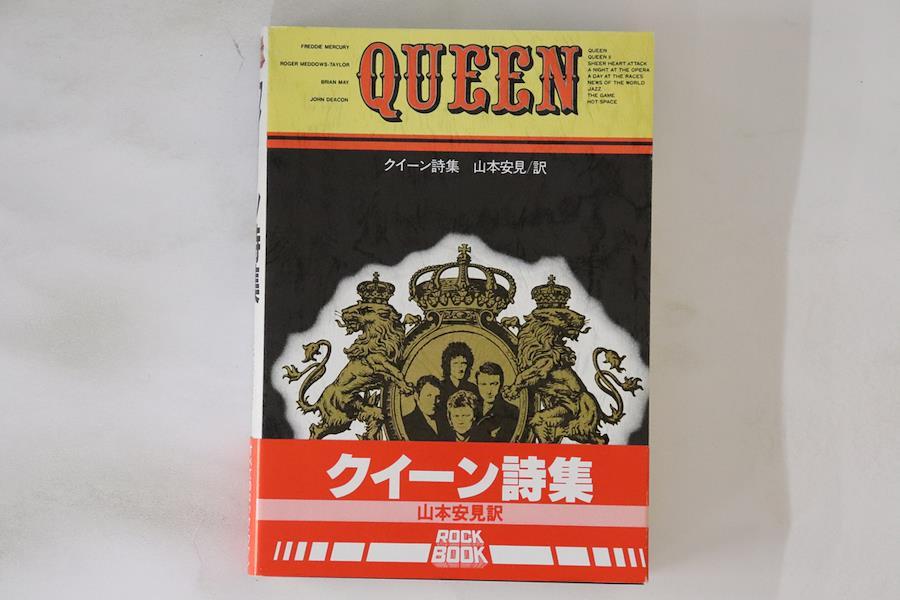 FREDDIE MERCURY
ROGER MEDDOWS-TAYLOR
BRIAN MAY
JOHN DEACON
QUEEN
QUEEN
QUEEN II
SHEER HEART ATTACK
A NIGHT AT THE OPERA
A DAY AT THE RACES
NEWS OF THE WORLD
JAZZ
THE GAME
HOT SPACE
クイーン詩集 山本安見/訳
クイーン詩集
山本安見訳
ROCK
BOOK